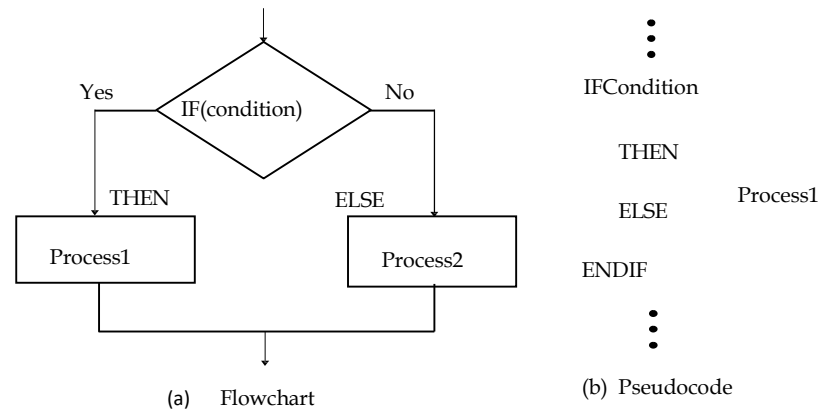 Yes
IF(condition)
No
THEN
ELSE
Process1
Process2
(a) Flowchart
IFCondition
THEN
Process1
ELSE
ENDIF
(b) Pseudocode